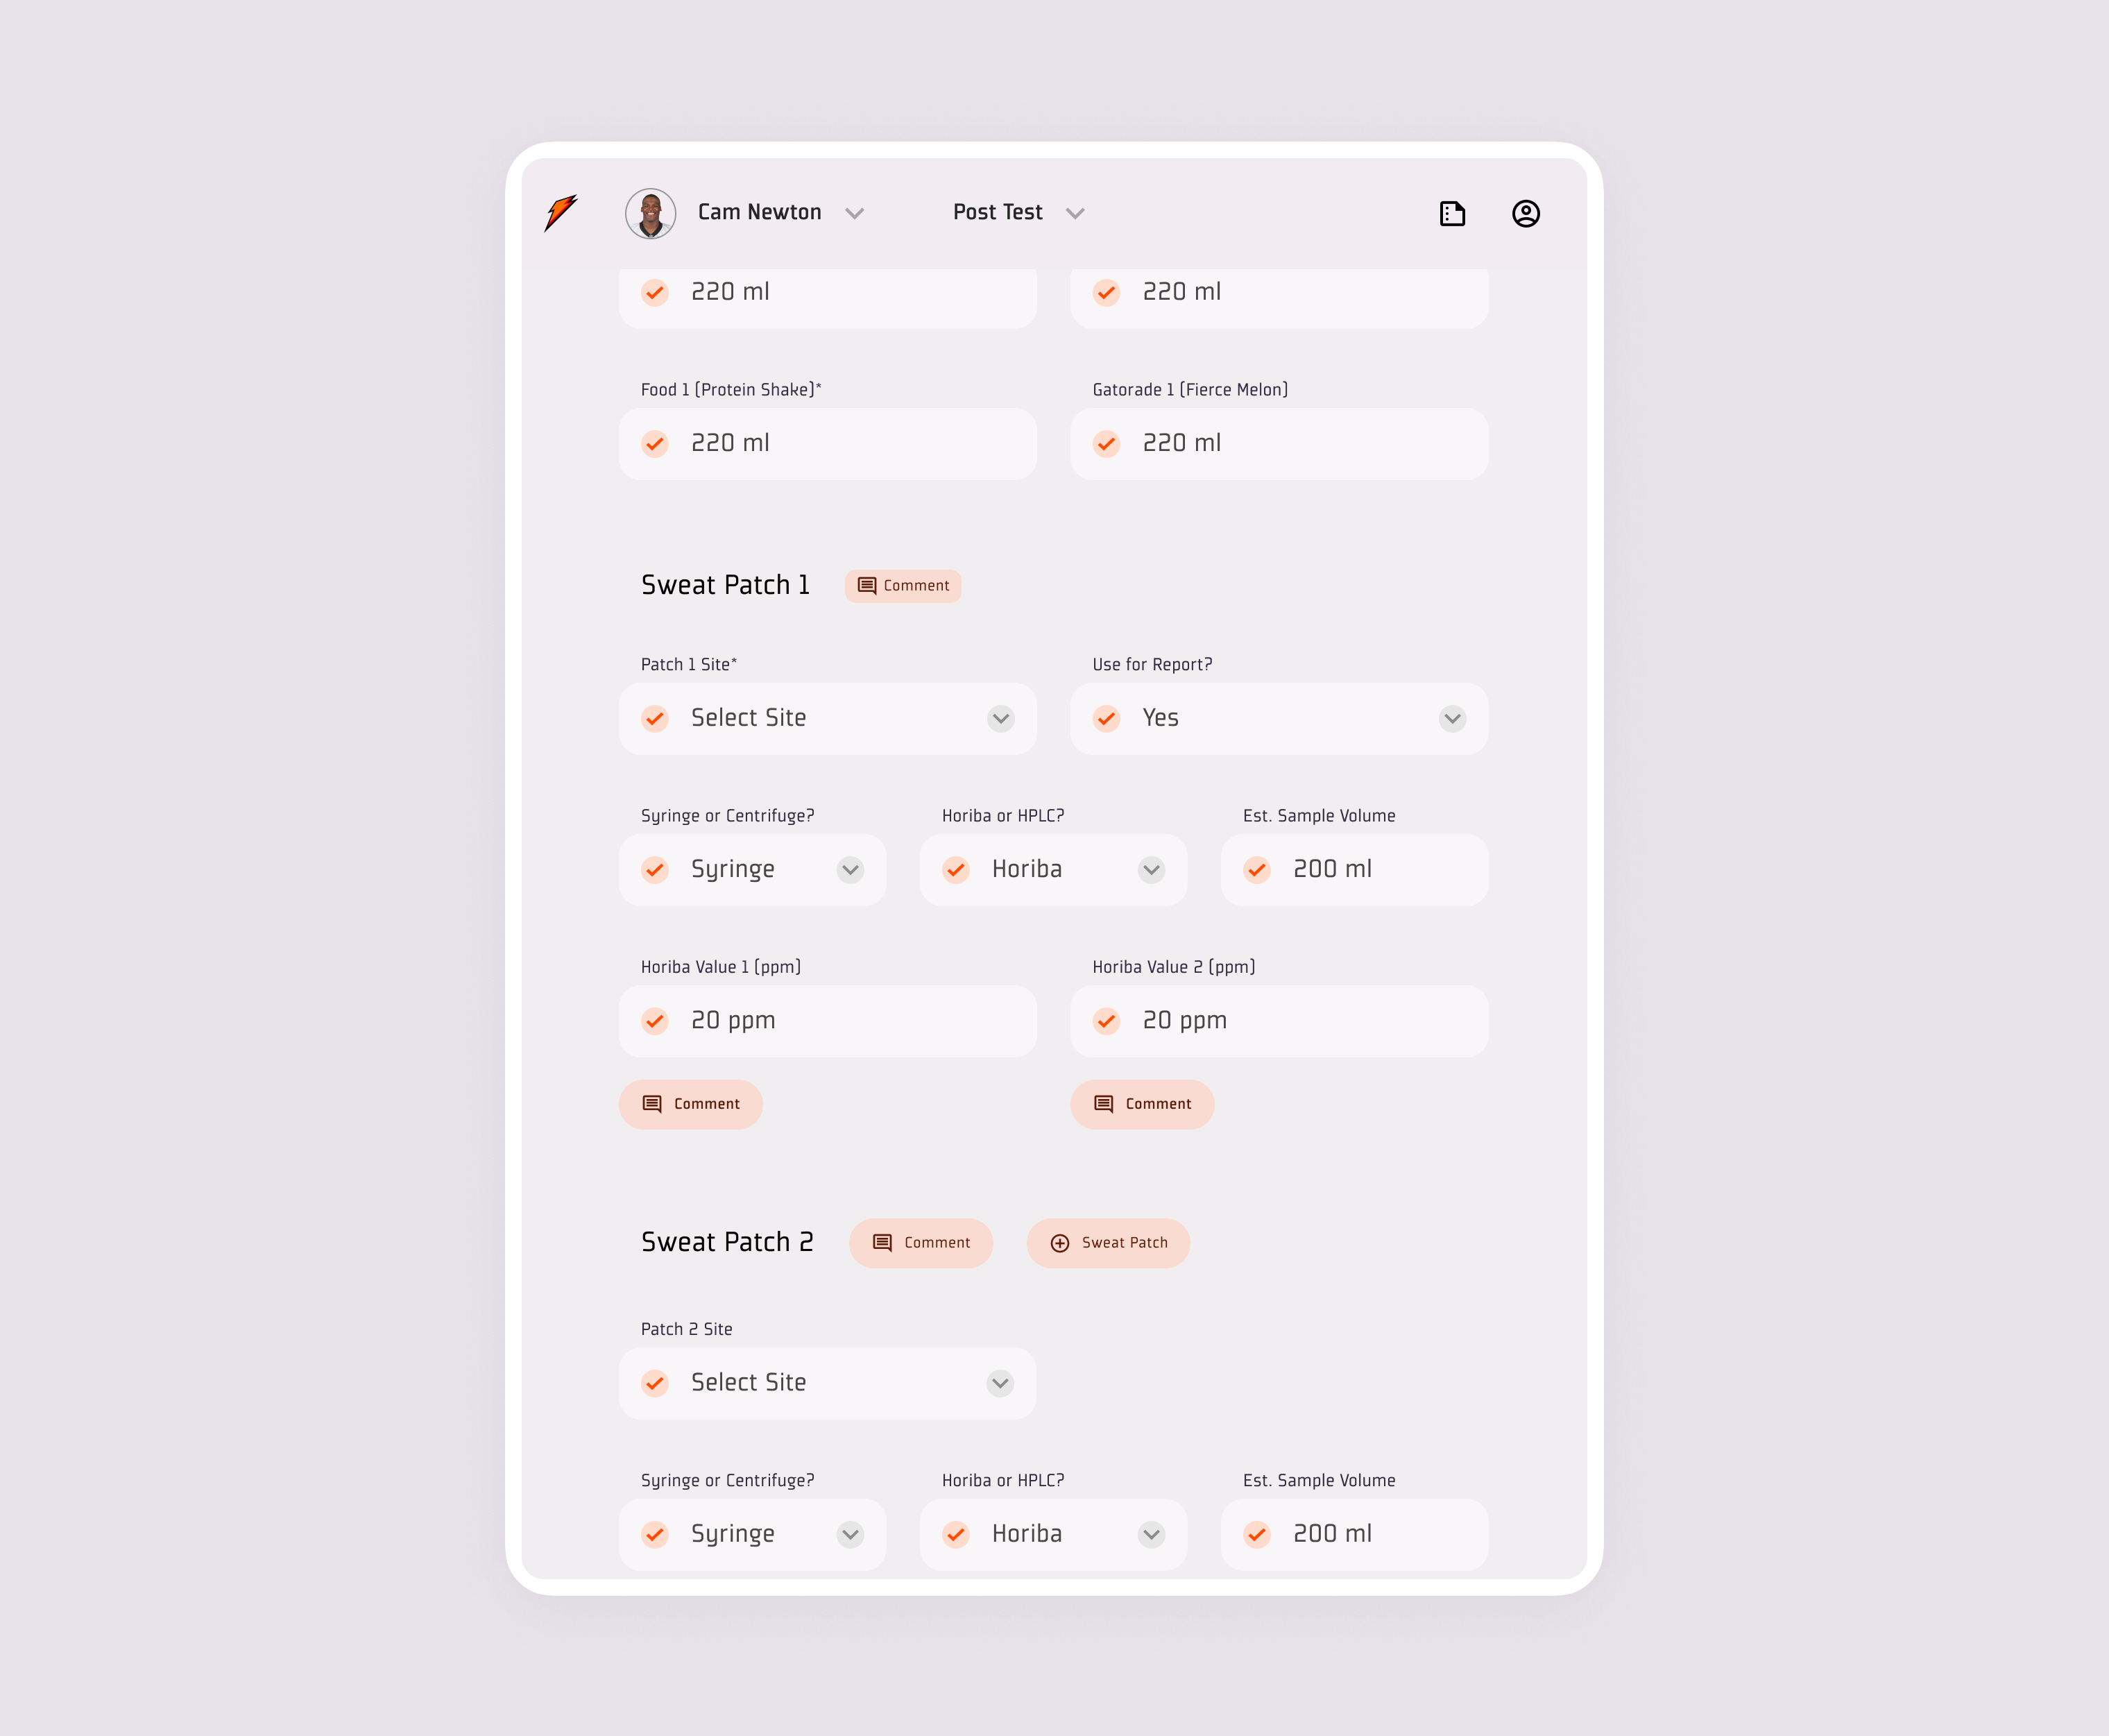 Cam Newton
Post Test
220 ml
220 ml
Food 1 (Protein Shake)*
Gatorade 1 (Fierce Melon)
220 ml
220 ml
Sweat Patch 1
Comment
Patch 1 Site*
Use for Report?
Select Site
Yes
Syringe or Centrifuge?
Horiba or HPLC?
Est. Sample Volume
Syringe
Horiba
200 ml
Horiba Value 1 (ppm)
Horiba Value 2 (ppm)
20 ppm
20 ppm
Comment
Comment
Sweat Patch 2
Comment
Sweat Patch
Patch 2 Site
Select Site
Syringe or Centrifuge?
Horiba or HPLC?
Est. Sample Volume
Syringe
Horiba
200 ml